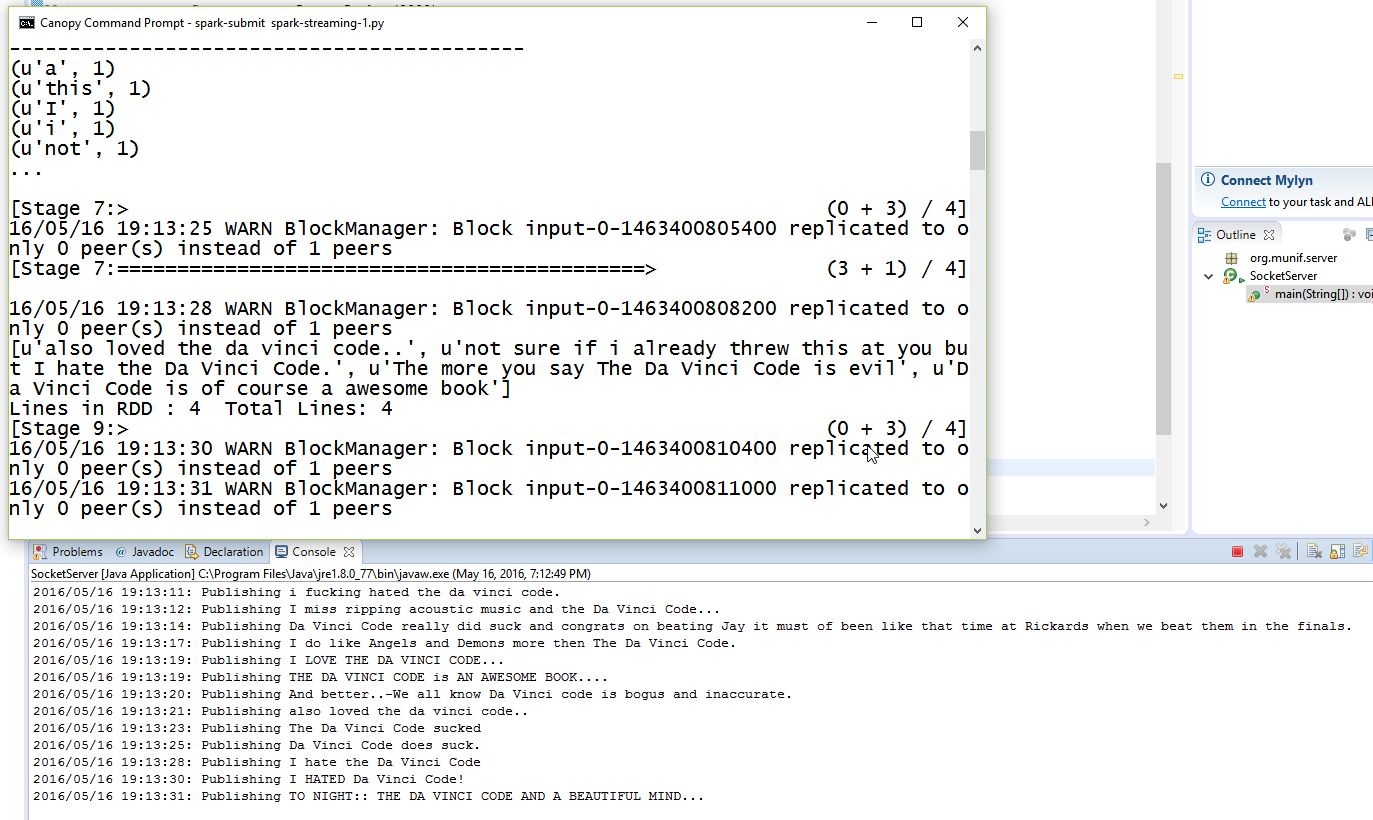 Canopy Command Prompt - spark-submit spark-streaming-1.py
-------------------------------------------
(u'a', 1)
(u'this', 1)
(u'I', 1)
(u'i', 1)
(u'not', 1)
...
[Stage 7:> (0 + 3) / 4]
16/05/16 19:13:25 WARN BlockManager: Block input-0-1463400805400 replicated to o
nly 0 peer(s) instead of 1 peers
[Stage 7:============================================> (3 + 1) / 4]
16/05/16 19:13:28 WARN BlockManager: Block input-0-1463400808200 replicated to o
nly 0 peer(s) instead of 1 peers
[u'also loved the da vinci code..', u'not sure if i already threw this at you bu
t I hate the Da Vinci Code.', u'The more you say The Da Vinci Code is evil', u'D
a Vinci Code is of course a awesome book']
Lines in RDD : 4  Total Lines: 4
[Stage 9:> (0 + 3) / 4]
16/05/16 19:13:30 WARN BlockManager: Block input-0-1463400810400 replicated to o
nly 0 peer(s) instead of 1 peers
16/05/16 19:13:31 WARN BlockManager: Block input-0-1463400811000 replicated to o
nly 0 peer(s) instead of 1 peers
Connect Mylyn
Connect to your task and AL
Outline
org.munif.server
SocketServer
main(String[]) : voi
Problems @ Javadoc Declaration Console
SocketServer [Java Application] C:\Program Files\Java\jre1.8.0_77\bin\javaw.exe (May 16, 2016, 7:12:49 PM)
2016/05/16 19:13:11: Publishing i fucking hated the da vinci code.
2016/05/16 19:13:12: Publishing I miss ripping acoustic music and the Da Vinci Code...
2016/05/16 19:13:14: Publishing Da Vinci Code really did suck and congrats on beating Jay it must of been like that time at Rickards when we beat them in the finals.
2016/05/16 19:13:17: Publishing I do like Angels and Demons more then The Da Vinci Code.
2016/05/16 19:13:19: Publishing I LOVE THE DA VINCI CODE...
2016/05/16 19:13:19: Publishing THE DA VINCI CODE is AN AWESOME BOOK....
2016/05/16 19:13:20: Publishing And better..-We all know Da Vinci code is bogus and inaccurate.
2016/05/16 19:13:21: Publishing also loved the da vinci code..
2016/05/16 19:13:23: Publishing The Da Vinci Code sucked
2016/05/16 19:13:25: Publishing Da Vinci Code does suck.
2016/05/16 19:13:28: Publishing I hate the Da Vinci Code
2016/05/16 19:13:30: Publishing I HATED Da Vinci Code!
2016/05/16 19:13:31: Publishing TO NIGHT:: THE DA VINCI CODE AND A BEAUTIFUL MIND...